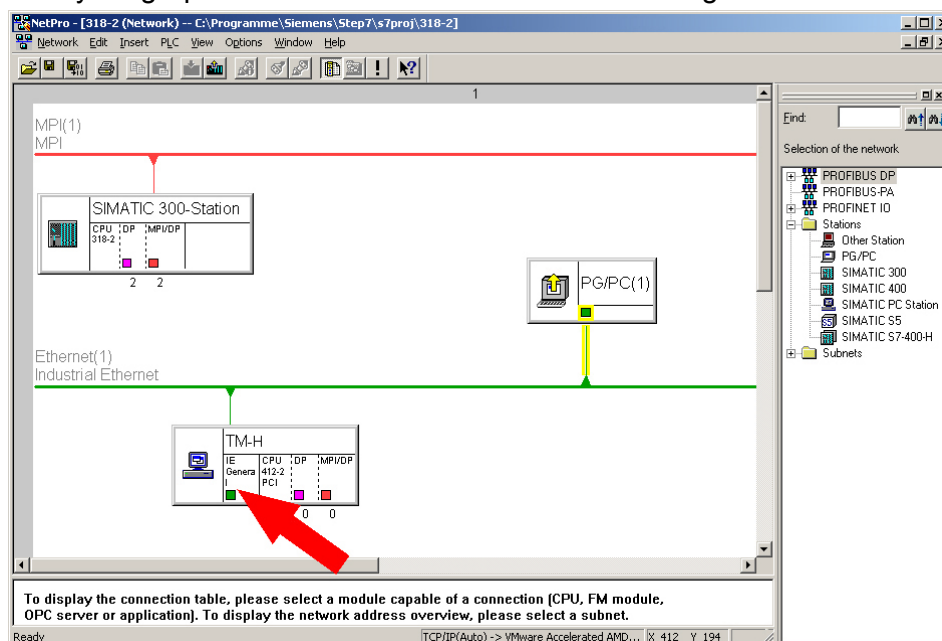 NetPro - [318-2 (Network) -- C:\Programme\Siemens\Step7\s7proj\318-2]
Network Edit Insert PLC View Options Window Help
1
MPI(1)
MPI
SIMATIC 300-Station
CPU 318-2 DP MPI/DP
2 2
PG/PC(1)
Ethernet(1)
Industrial Ethernet
TM-H
IE General CPU 412-2 PCI DP MPI/DP
0 0
Find:
Selection of the network
PROFIBUS DP
PROFIBUS-PA
PROFINET IO
Stations
Other Station
PG/PC
SIMATIC 300
SIMATIC 400
SIMATIC PC Station
SIMATIC S5
SIMATIC S7-400-H
Subnets
To display the connection table, please select a module capable of a connection (CPU, FM module,
OPC server or application). To display the network address overview, please select a subnet.
Ready TCP/IP(Auto) -> VMware Accelerated AMD... X 412 Y 194